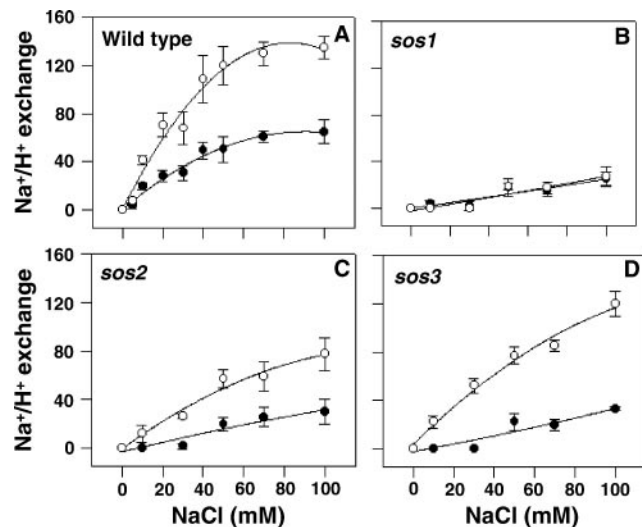 Wild type
A
sos1
B
160
120
80
40
0
Na⁺/H⁺ exchange
Na⁺/H⁺ exchange
sos2
C
sos3
D
160
120
80
40
0
0 20 40 60 80 100
0 20 40 60 80 100
NaCl (mM)
NaCl (mM)